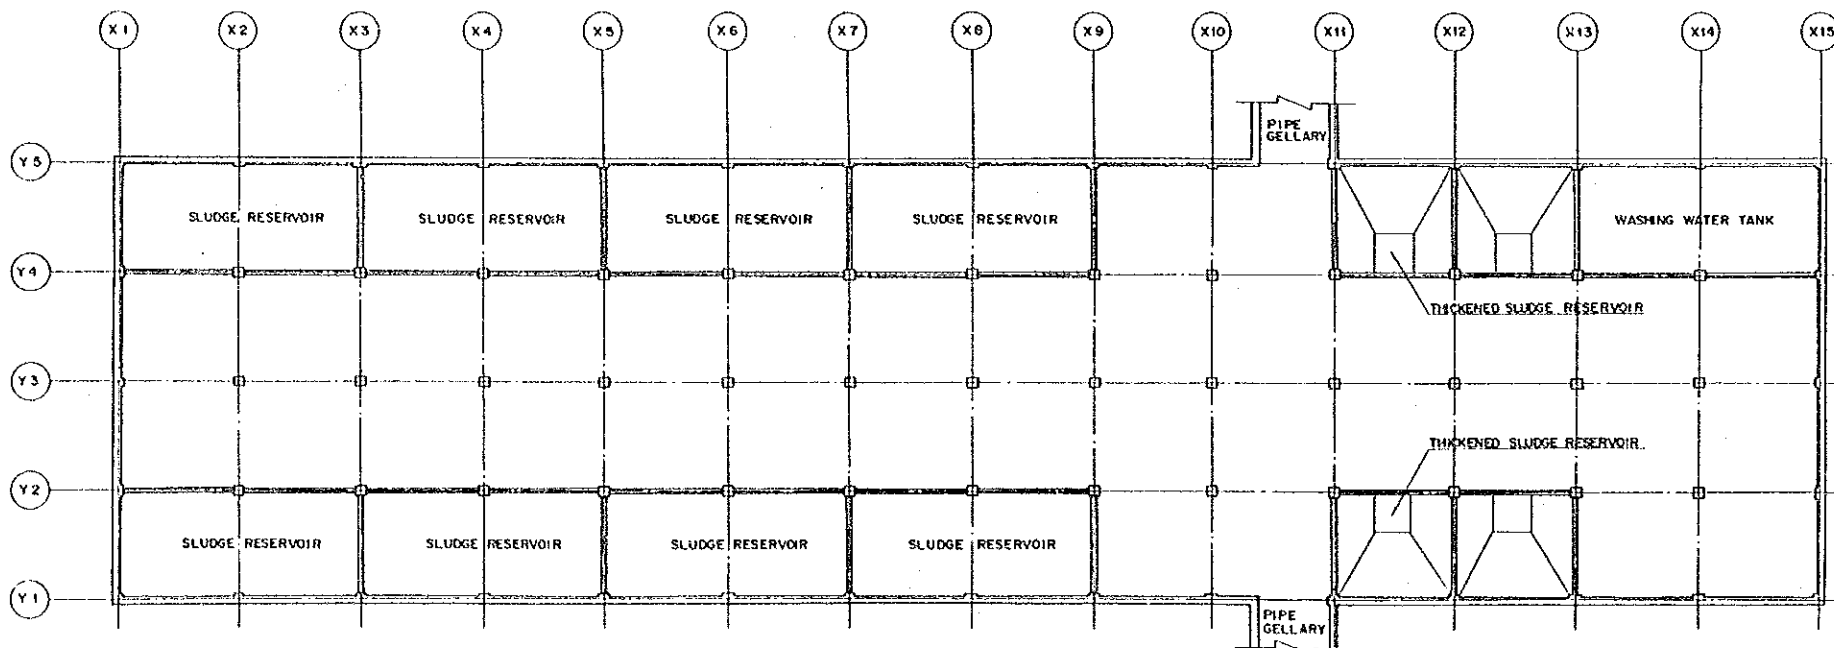 X1 X2 X3 X4 X5 X6 X7 X8 X9 X10 X11 X12 X13 X14 X15
PIPE
GELLARY
Y5
SLUDGE RESERVOIR SLUDGE RESERVOIR SLUDGE RESERVOIR SLUDGE RESERVOIR WASHING WATER TANK
Y4
THICKENED SLUDGE RESERVOIR
Y3
THICKENED SLUDGE RESERVOIR
Y2
SLUDGE RESERVOIR SLUDGE RESERVOIR SLUDGE RESERVOIR SLUDGE RESERVOIR
Y1
PIPE
GELLARY